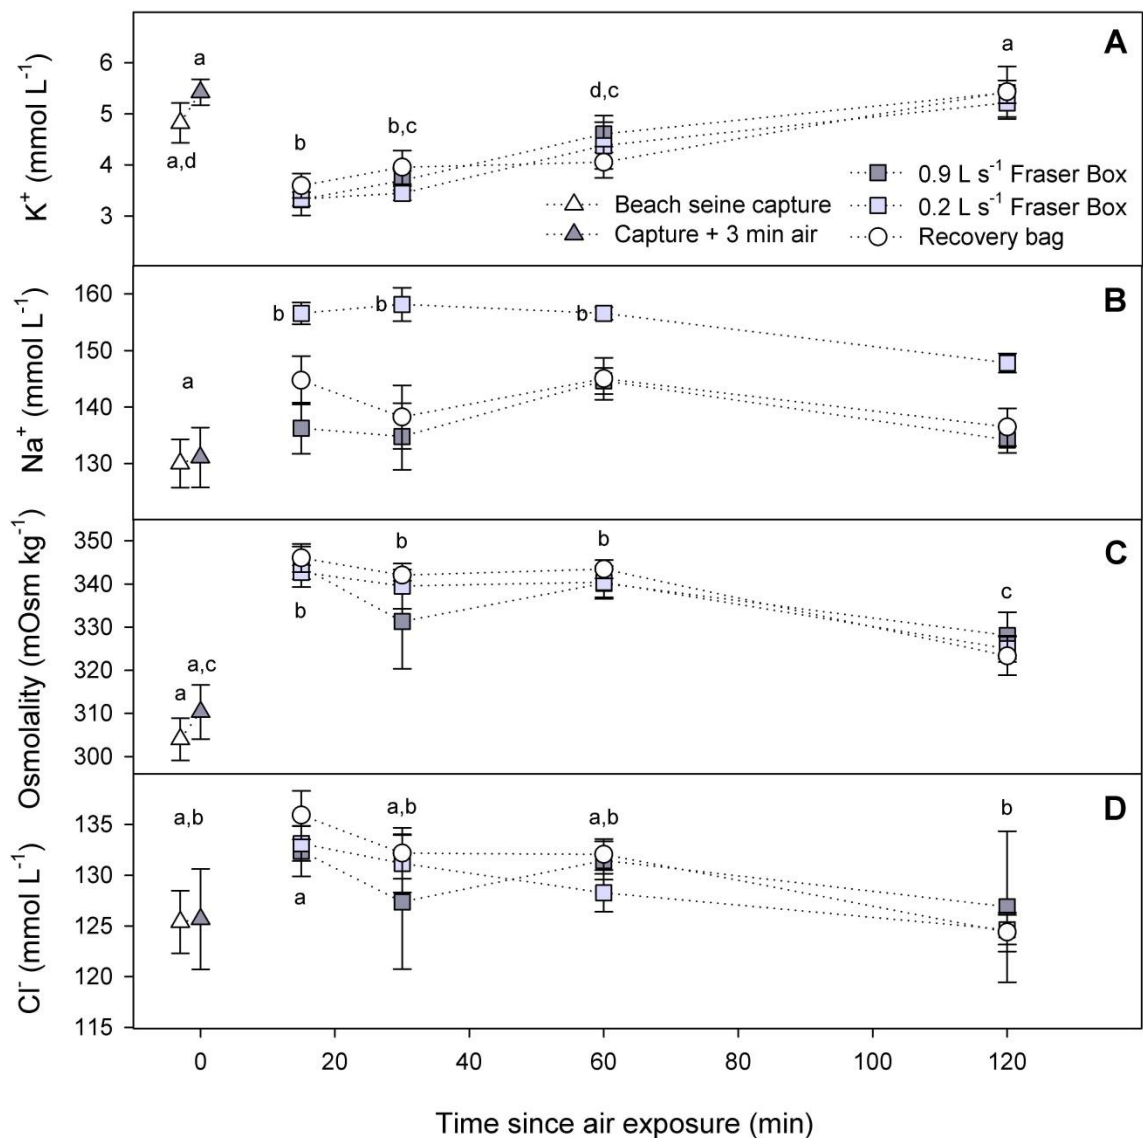 A
K⁺ (mmol L⁻¹)
6
5
4
3
a
a,d
b
b,c
d,c
a
Beach seine capture
Capture + 3 min air
0.9 L s⁻¹ Fraser Box
0.2 L s⁻¹ Fraser Box
Recovery bag
B
Na⁺ (mmol L⁻¹)
160
150
140
130
a
b
b
b
C
Osmolality (mOsm kg⁻¹)
350
340
330
320
310
300
a
a,c
b
b
b
c
D
Cl⁻ (mmol L⁻¹)
135
130
125
120
115
a,b
a
a,b
a,b
b
0
20
40
60
80
100
120
Time since air exposure (min)